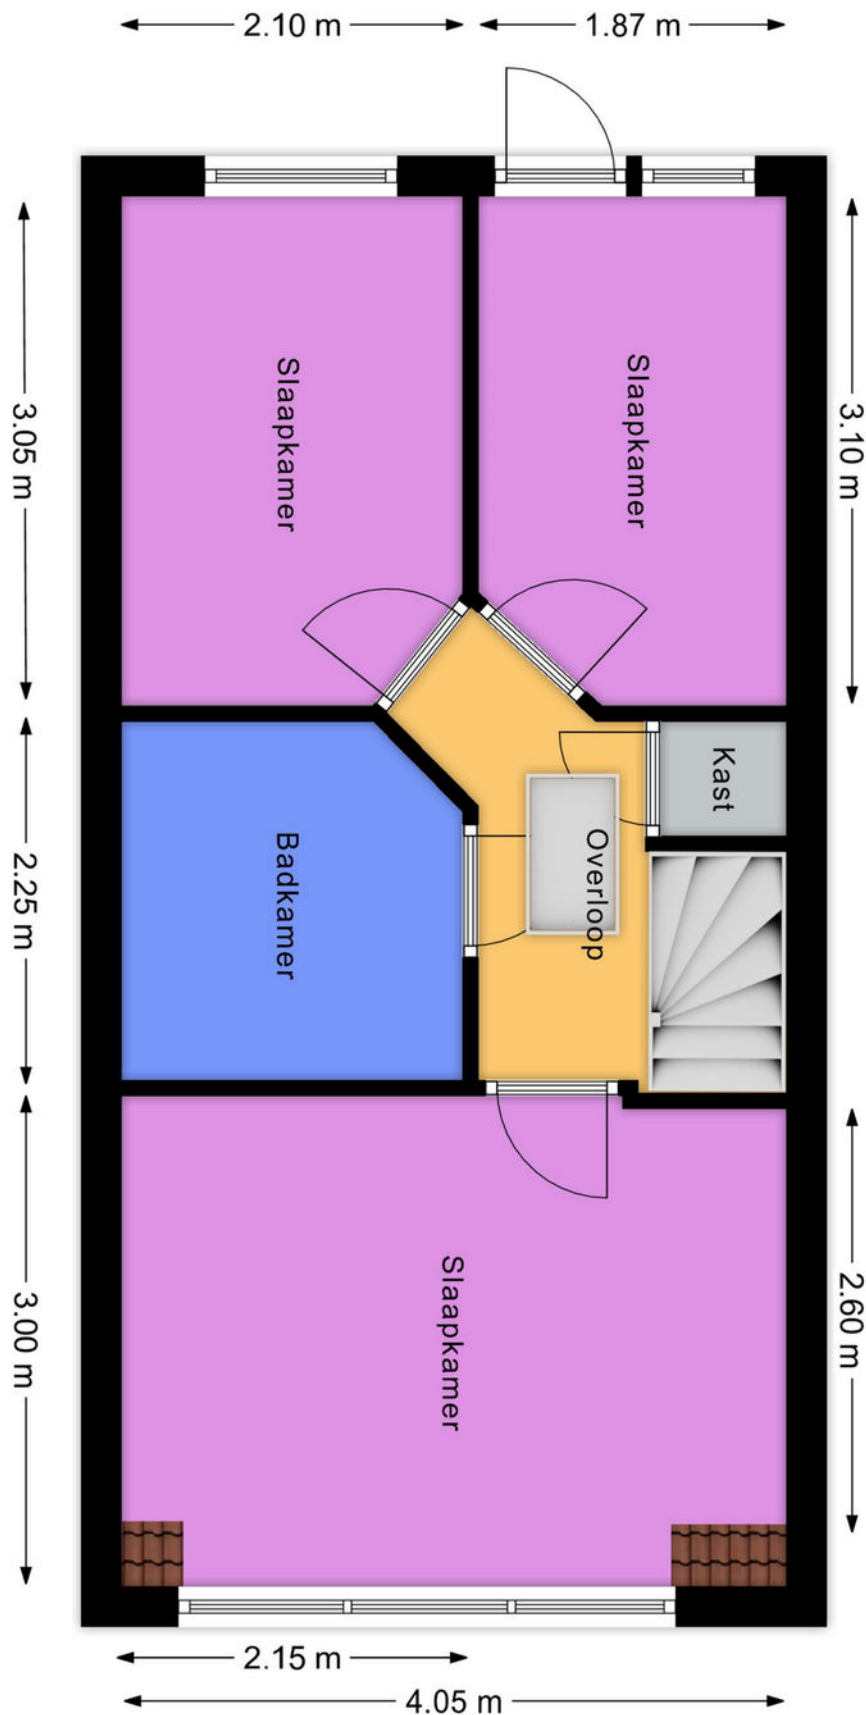 2.10 m
1.87 m
3.05 m
Slaapkamer
Slaapkamer
3.10 m
2.25 m
Badkamer
Overloop
Kast
3.00 m
Slaapkamer
2.60 m
2.15 m
4.05 m